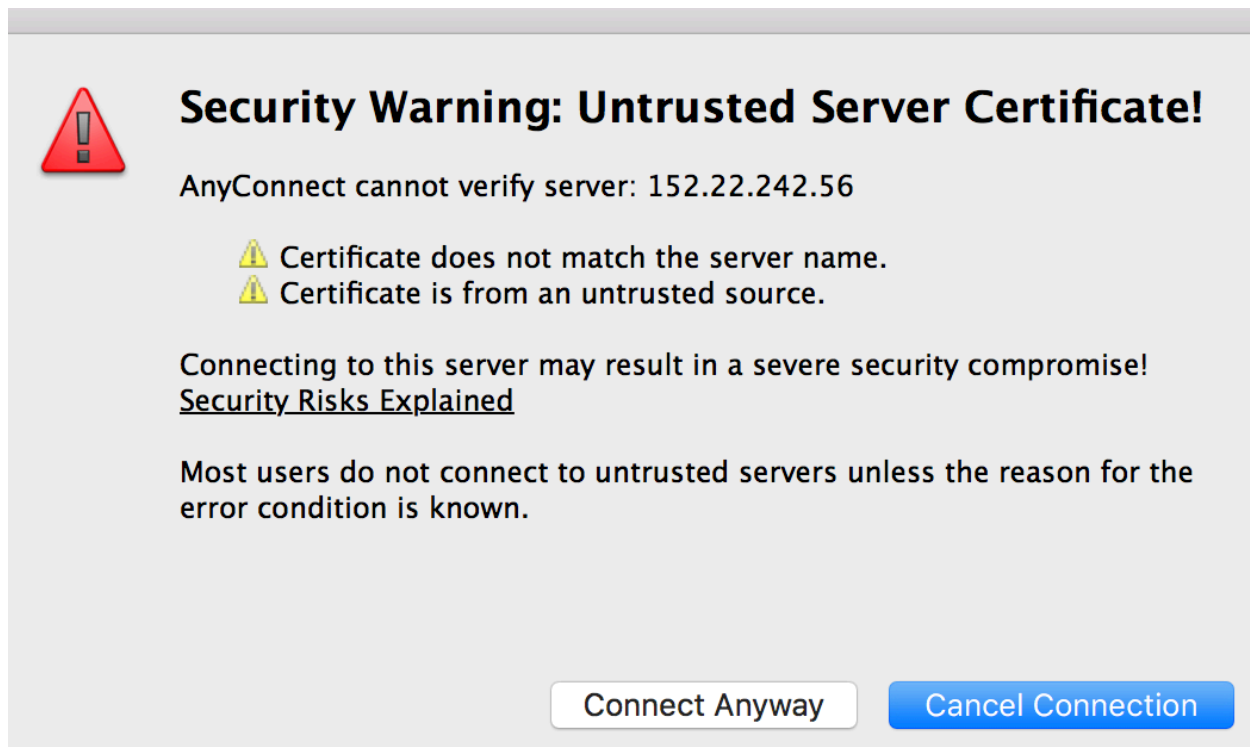 Security Warning: Untrusted Server Certificate!
AnyConnect cannot verify server: 152.22.242.56
Certificate does not match the server name.
Certificate is from an untrusted source.
Connecting to this server may result in a severe security compromise!
Security Risks Explained
Most users do not connect to untrusted servers unless the reason for the
error condition is known.
Connect Anyway
Cancel Connection